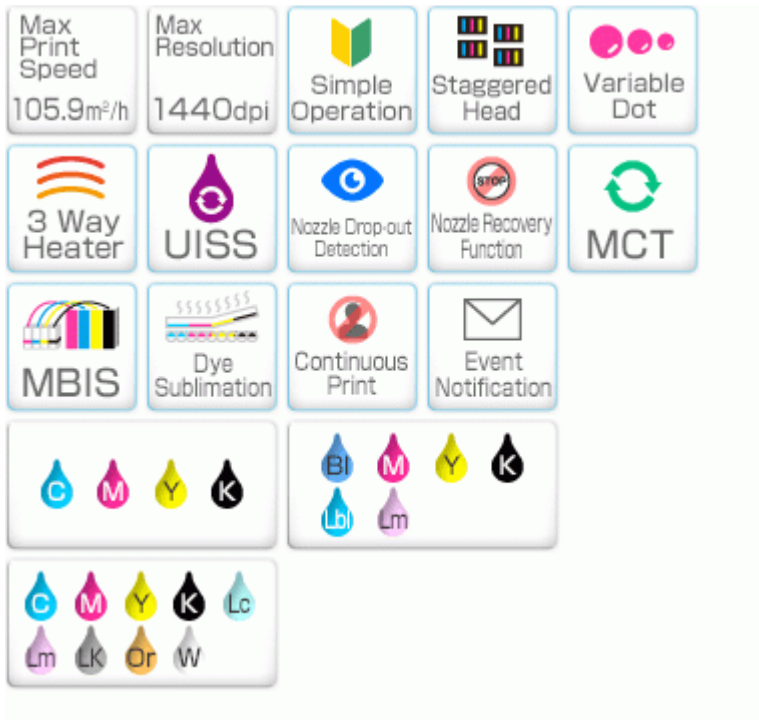 Max
Print
Speed
105.9m²/h
Max
Resolution
1440dpi
Simple
Operation
Staggered
Head
Variable
Dot
3 Way
Heater
UISS
Nozzle Drop-out
Detection
STOP
Nozzle Recovery
Function
MCT
MBIS
Dye
Sublimation
Continuous
Print
Event
Notification
C M Y K
Bl M Y K
Lbl Lm
C M Y K Lc
Lm LK Or W